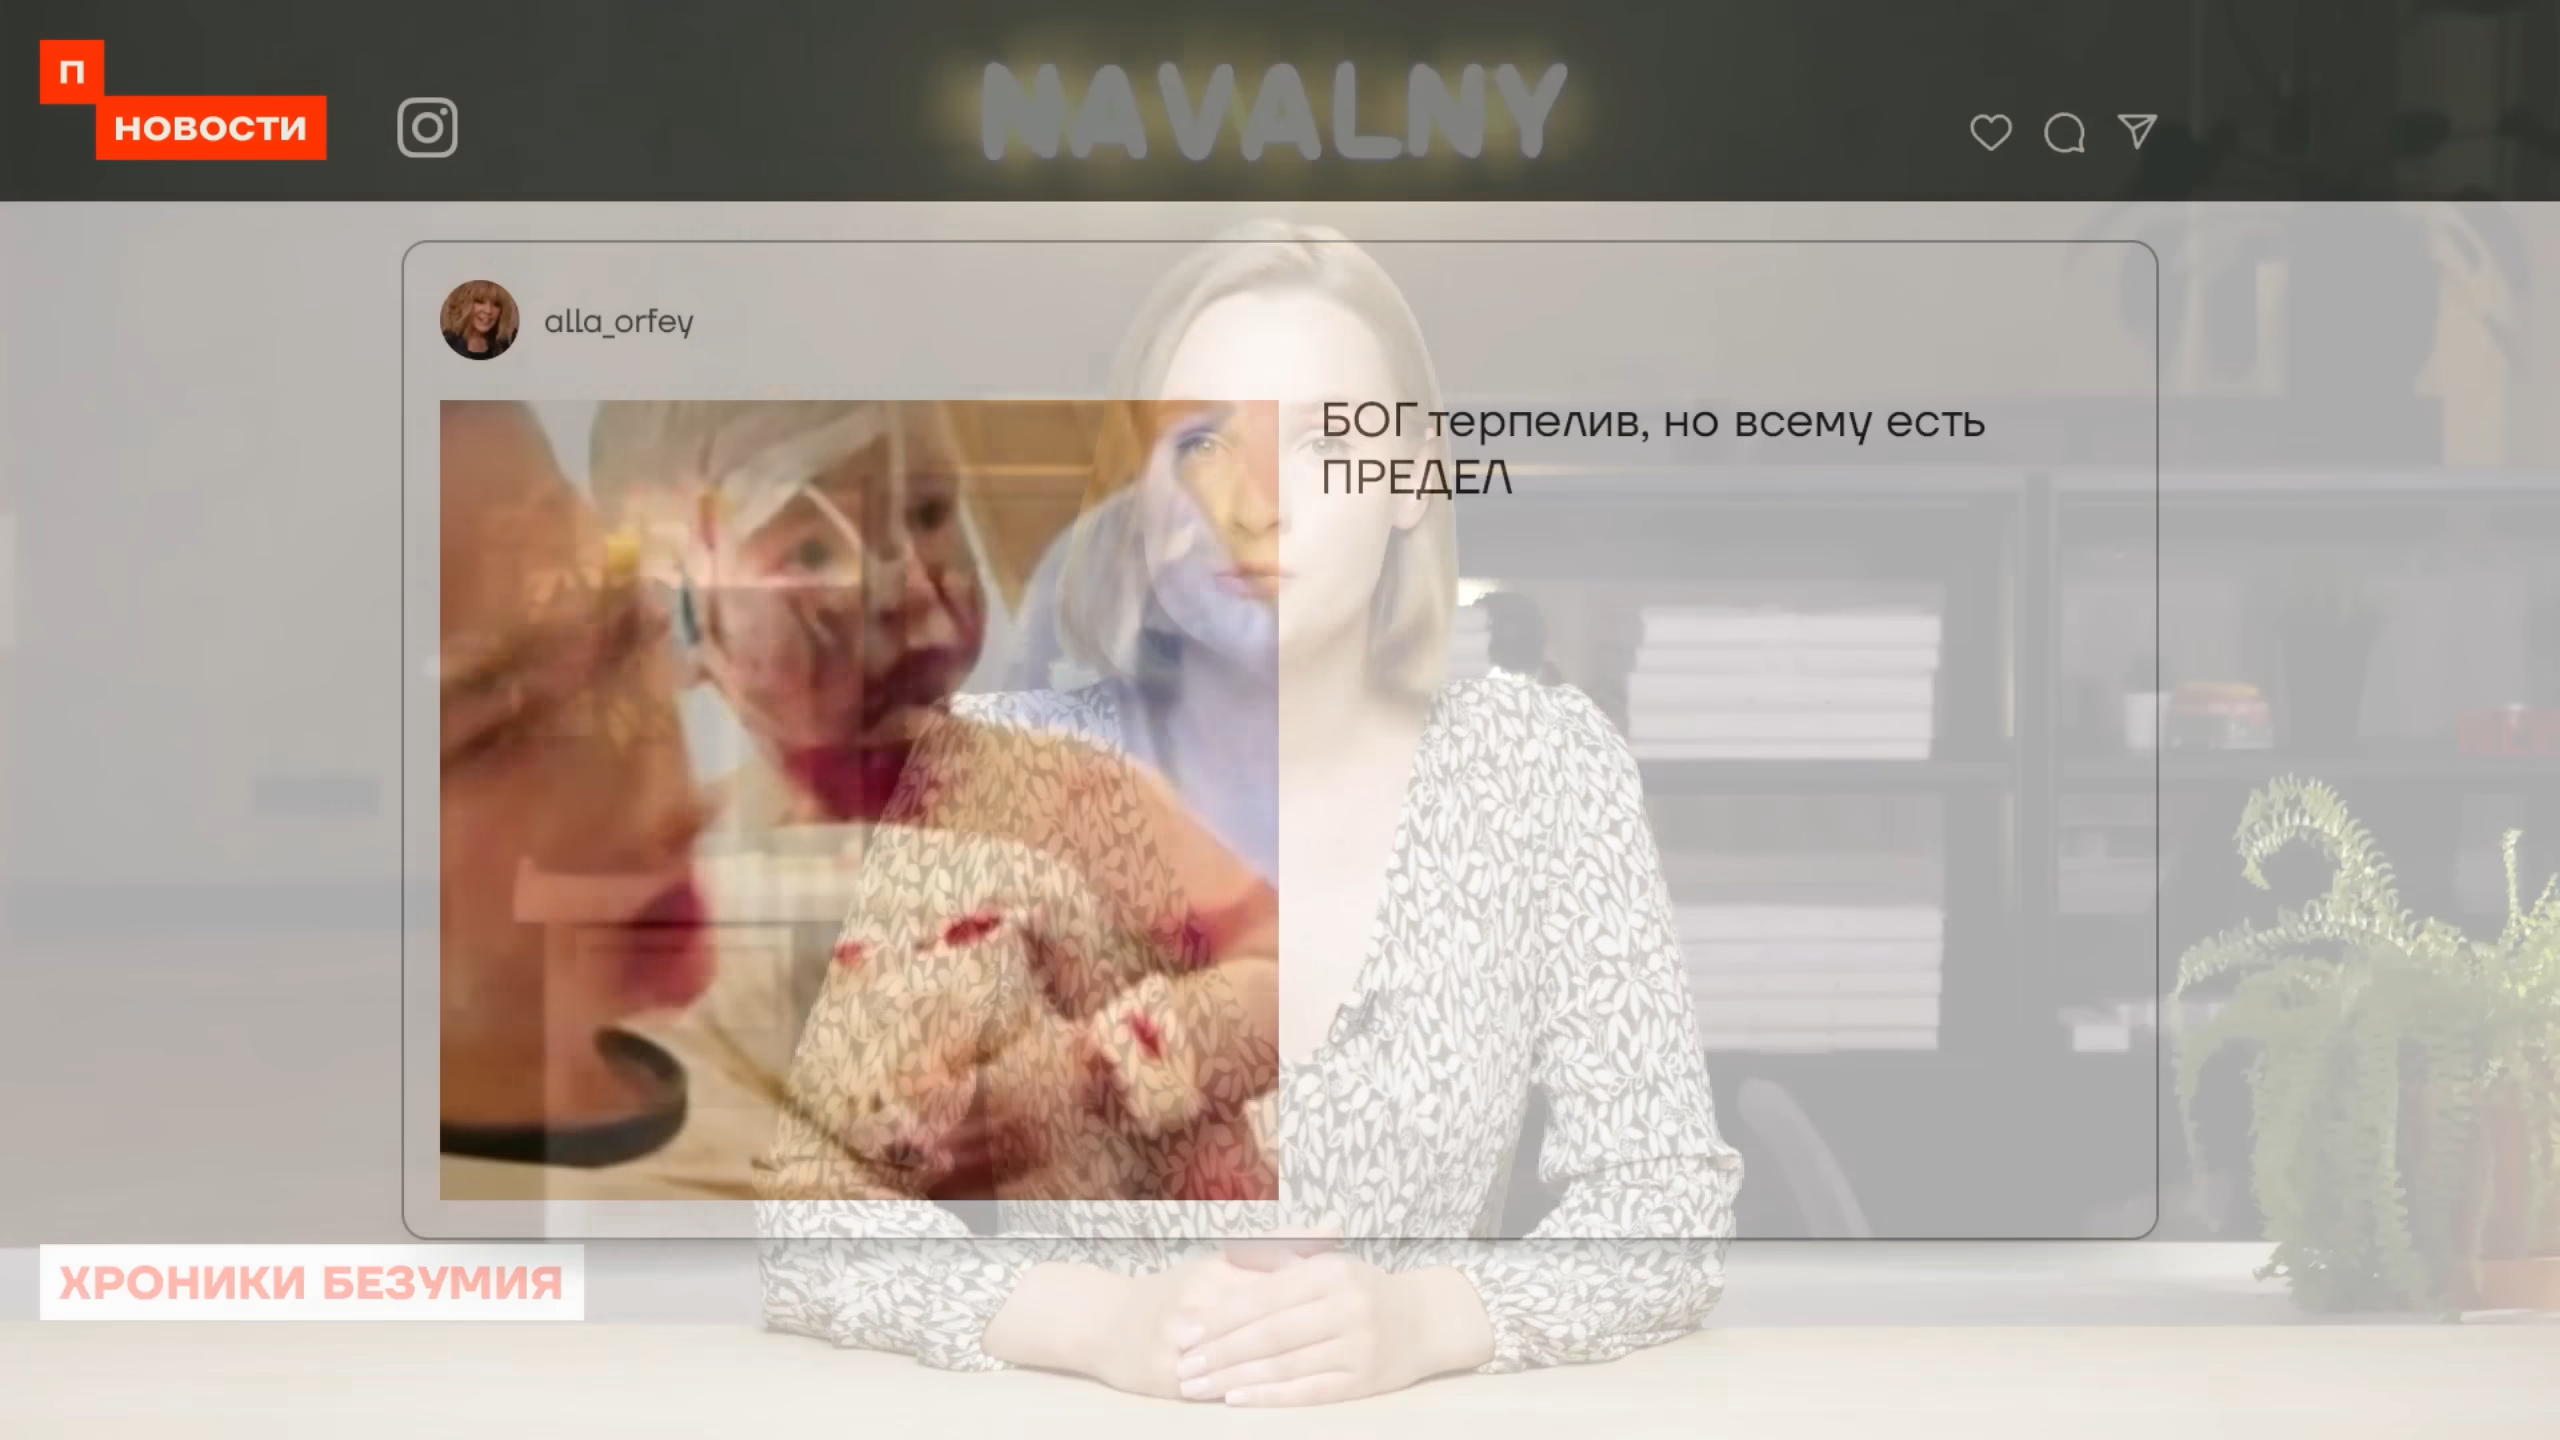 П
НОВОСТИ
NAVALNY
alla_orfey
БОГ терпелив, но всему есть
ПРЕДЕЛ
ХРОНИКИ БЕЗУМИЯ